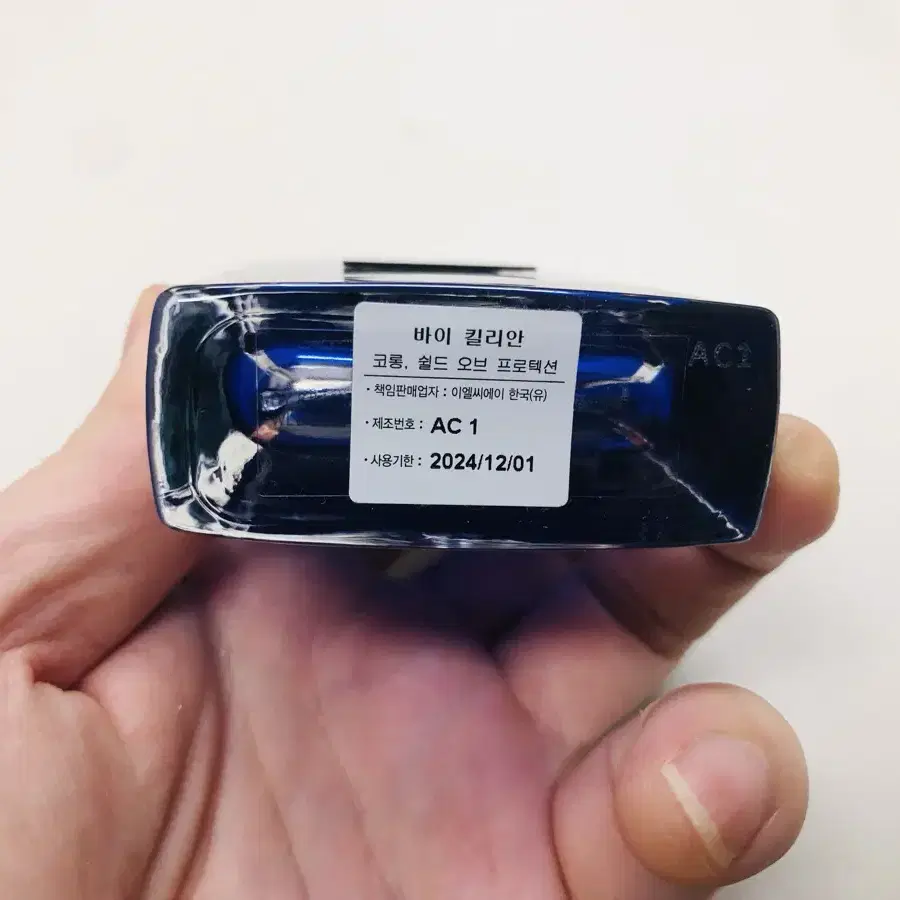 바이 킬리안
코롱, 쉴드 오브 프로텍션
· 책임판매업자 : 이엘씨에이 한국(유)
· 제조번호 : AC 1
· 사용기한 : 2024/12/01
AC1